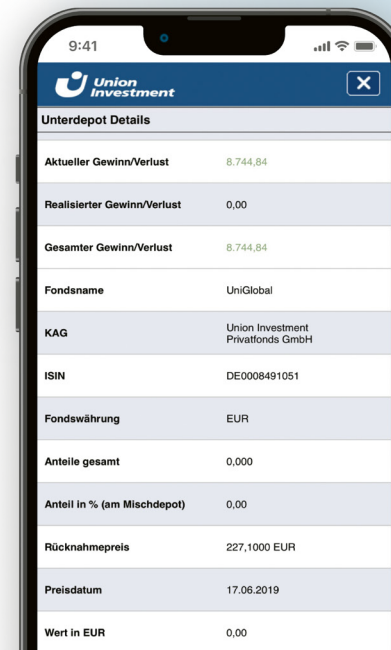 9:41
Union
Investment
Unterdepot Details
Aktueller Gewinn/Verlust 8.744,84
Realisierter Gewinn/Verlust 0,00
Gesamter Gewinn/Verlust 8.744,84
Fondsname UniGlobal
KAG Union Investment
Privatfonds GmbH
ISIN DE0008491051
Fondswährung EUR
Anteile gesamt 0,000
Anteil in % (am Mischdepot) 0,00
Rücknahmepreis 227,1000 EUR
Preisdatum 17.06.2019
Wert in EUR 0,00